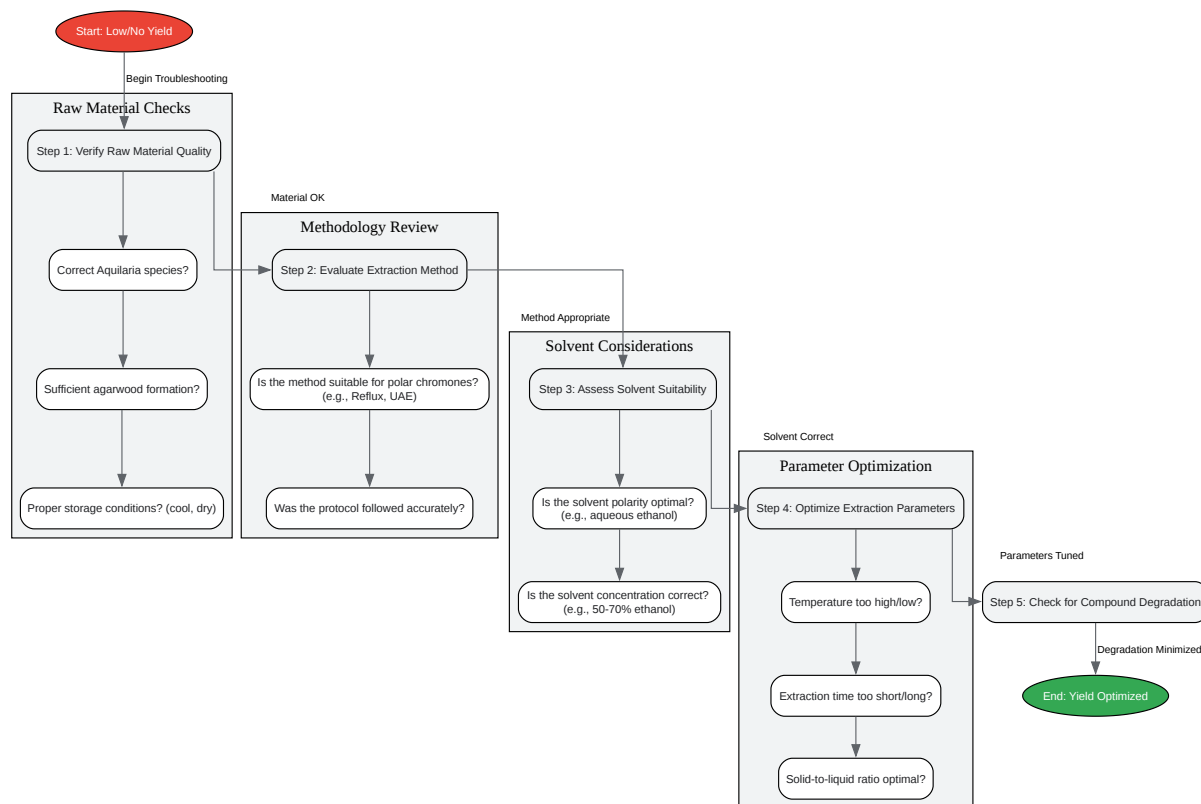 Start: Low/No Yield
Begin Troubleshooting
Raw Material Checks
Step 1: Verify Raw Material Quality
Correct Aquilaria species?
Sufficient agarwood formation?
Proper storage conditions? (cool, dry)
Material OK
Methodology Review
Step 2: Evaluate Extraction Method
Is the method suitable for polar chromones?
(e.g., Reflux, UAE)
Was the protocol followed accurately?
Method Appropriate
Solvent Considerations
Step 3: Assess Solvent Suitability
Is the solvent polarity optimal?
(e.g., aqueous ethanol)
Is the solvent concentration correct?
(e.g., 50-70% ethanol)
Solvent Correct
Parameter Optimization
Step 4: Optimize Extraction Parameters
Temperature too high/low?
Extraction time too short/long?
Solid-to-liquid ratio optimal?
Parameters Tuned
Step 5: Check for Compound Degradation
Degradation Minimized
End: Yield Optimized